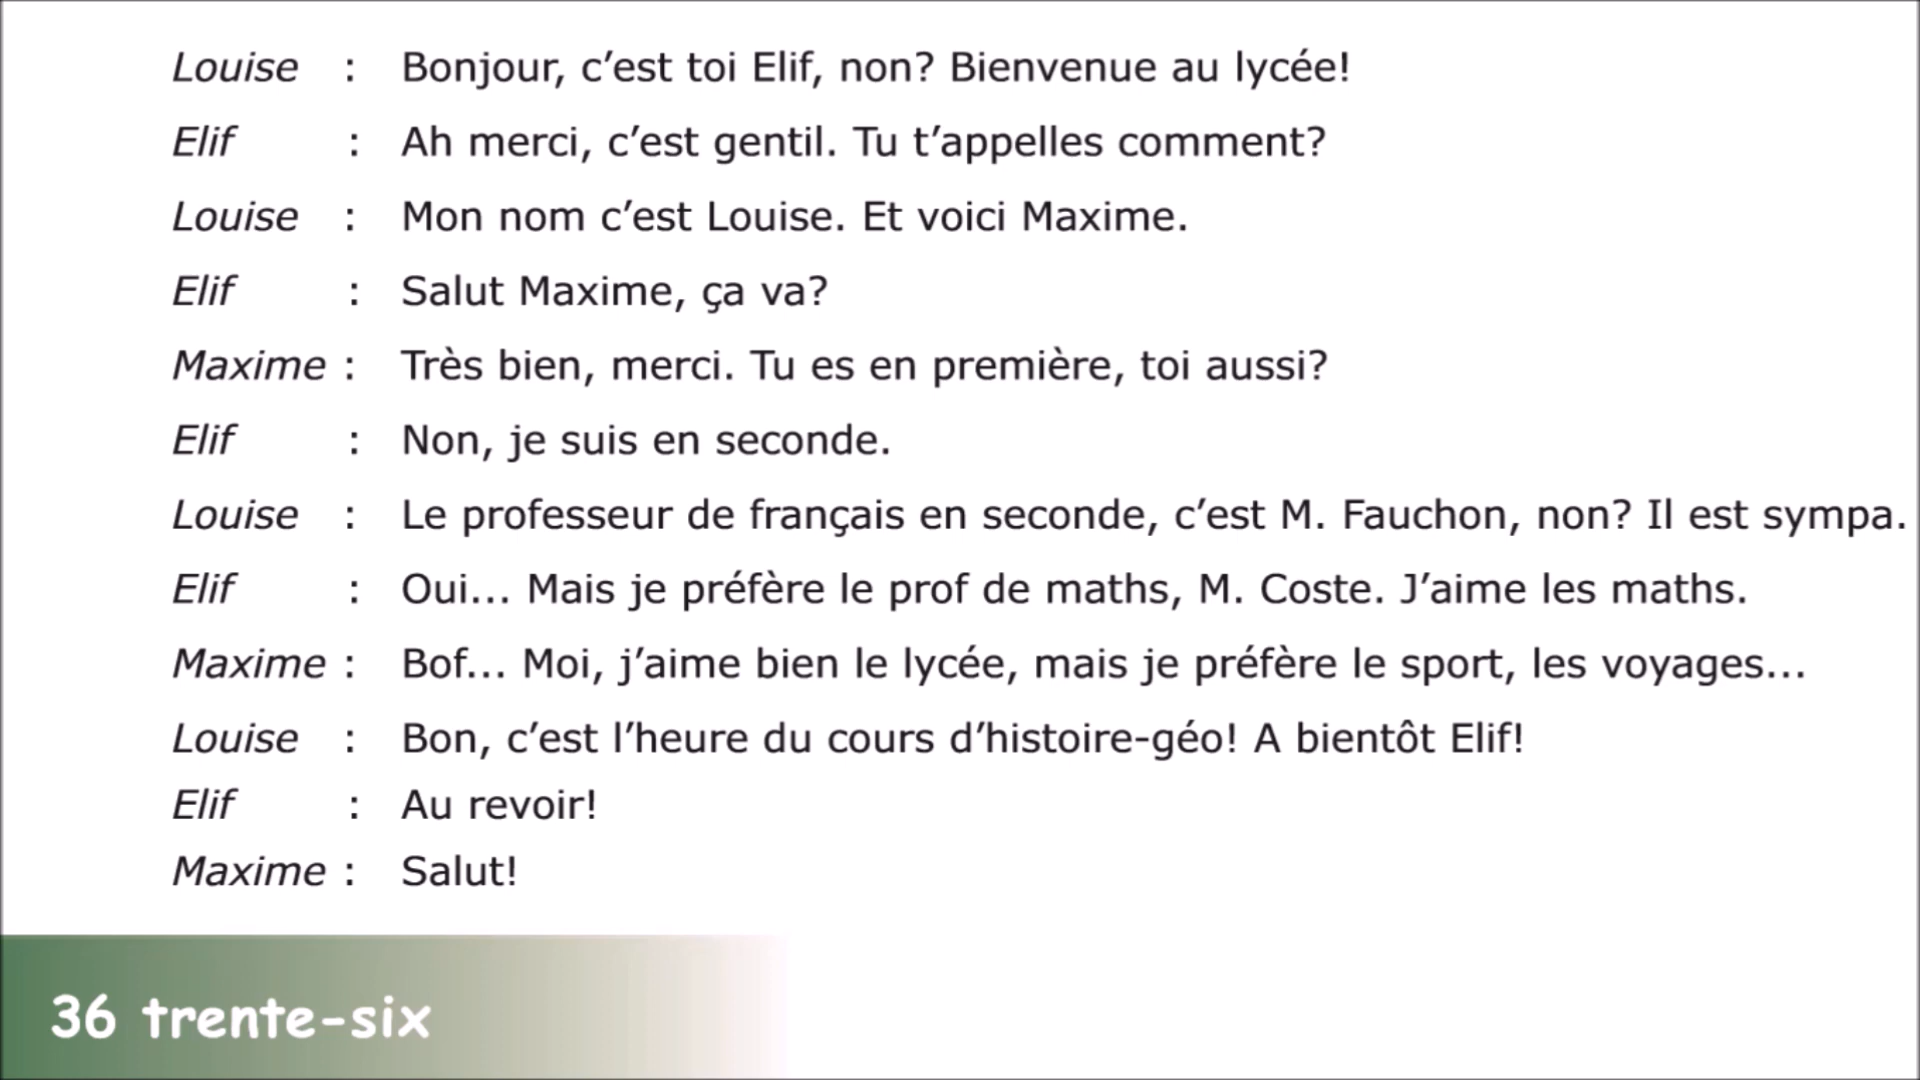 Louise : Bonjour, c’est toi Elif, non? Bienvenue au lycée!
Elif : Ah merci, c’est gentil. Tu t’appelles comment?
Louise : Mon nom c’est Louise. Et voici Maxime.
Elif : Salut Maxime, ça va?
Maxime : Très bien, merci. Tu es en première, toi aussi?
Elif : Non, je suis en seconde.
Louise : Le professeur de français en seconde, c’est M. Fauchon, non? Il est sympa.
Elif : Oui... Mais je préfère le prof de maths, M. Coste. J’aime les maths.
Maxime : Bof... Moi, j’aime bien le lycée, mais je préfère le sport, les voyages...
Louise : Bon, c’est l’heure du cours d’histoire-géo! A bientôt Elif!
Elif : Au revoir!
Maxime : Salut!
36 trente-six